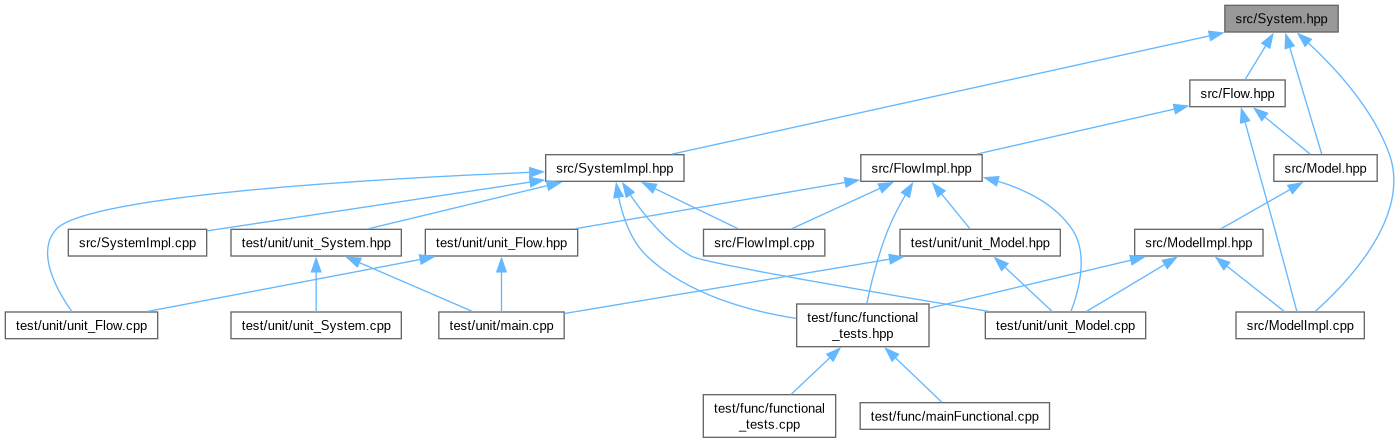 src/System.hpp
src/Flow.hpp
src/SystemImpl.hpp
src/FlowImpl.hpp
src/Model.hpp
src/SystemImpl.cpp
test/unit/unit_System.hpp
test/unit/unit_Flow.hpp
src/FlowImpl.cpp
test/unit/unit_Model.hpp
src/ModelImpl.hpp
test/unit/unit_Flow.cpp
test/unit/unit_System.cpp
test/unit/main.cpp
test/func/functional
_tests.hpp
test/unit/unit_Model.cpp
src/ModelImpl.cpp
test/func/functional
_tests.cpp
test/func/mainFunctional.cpp